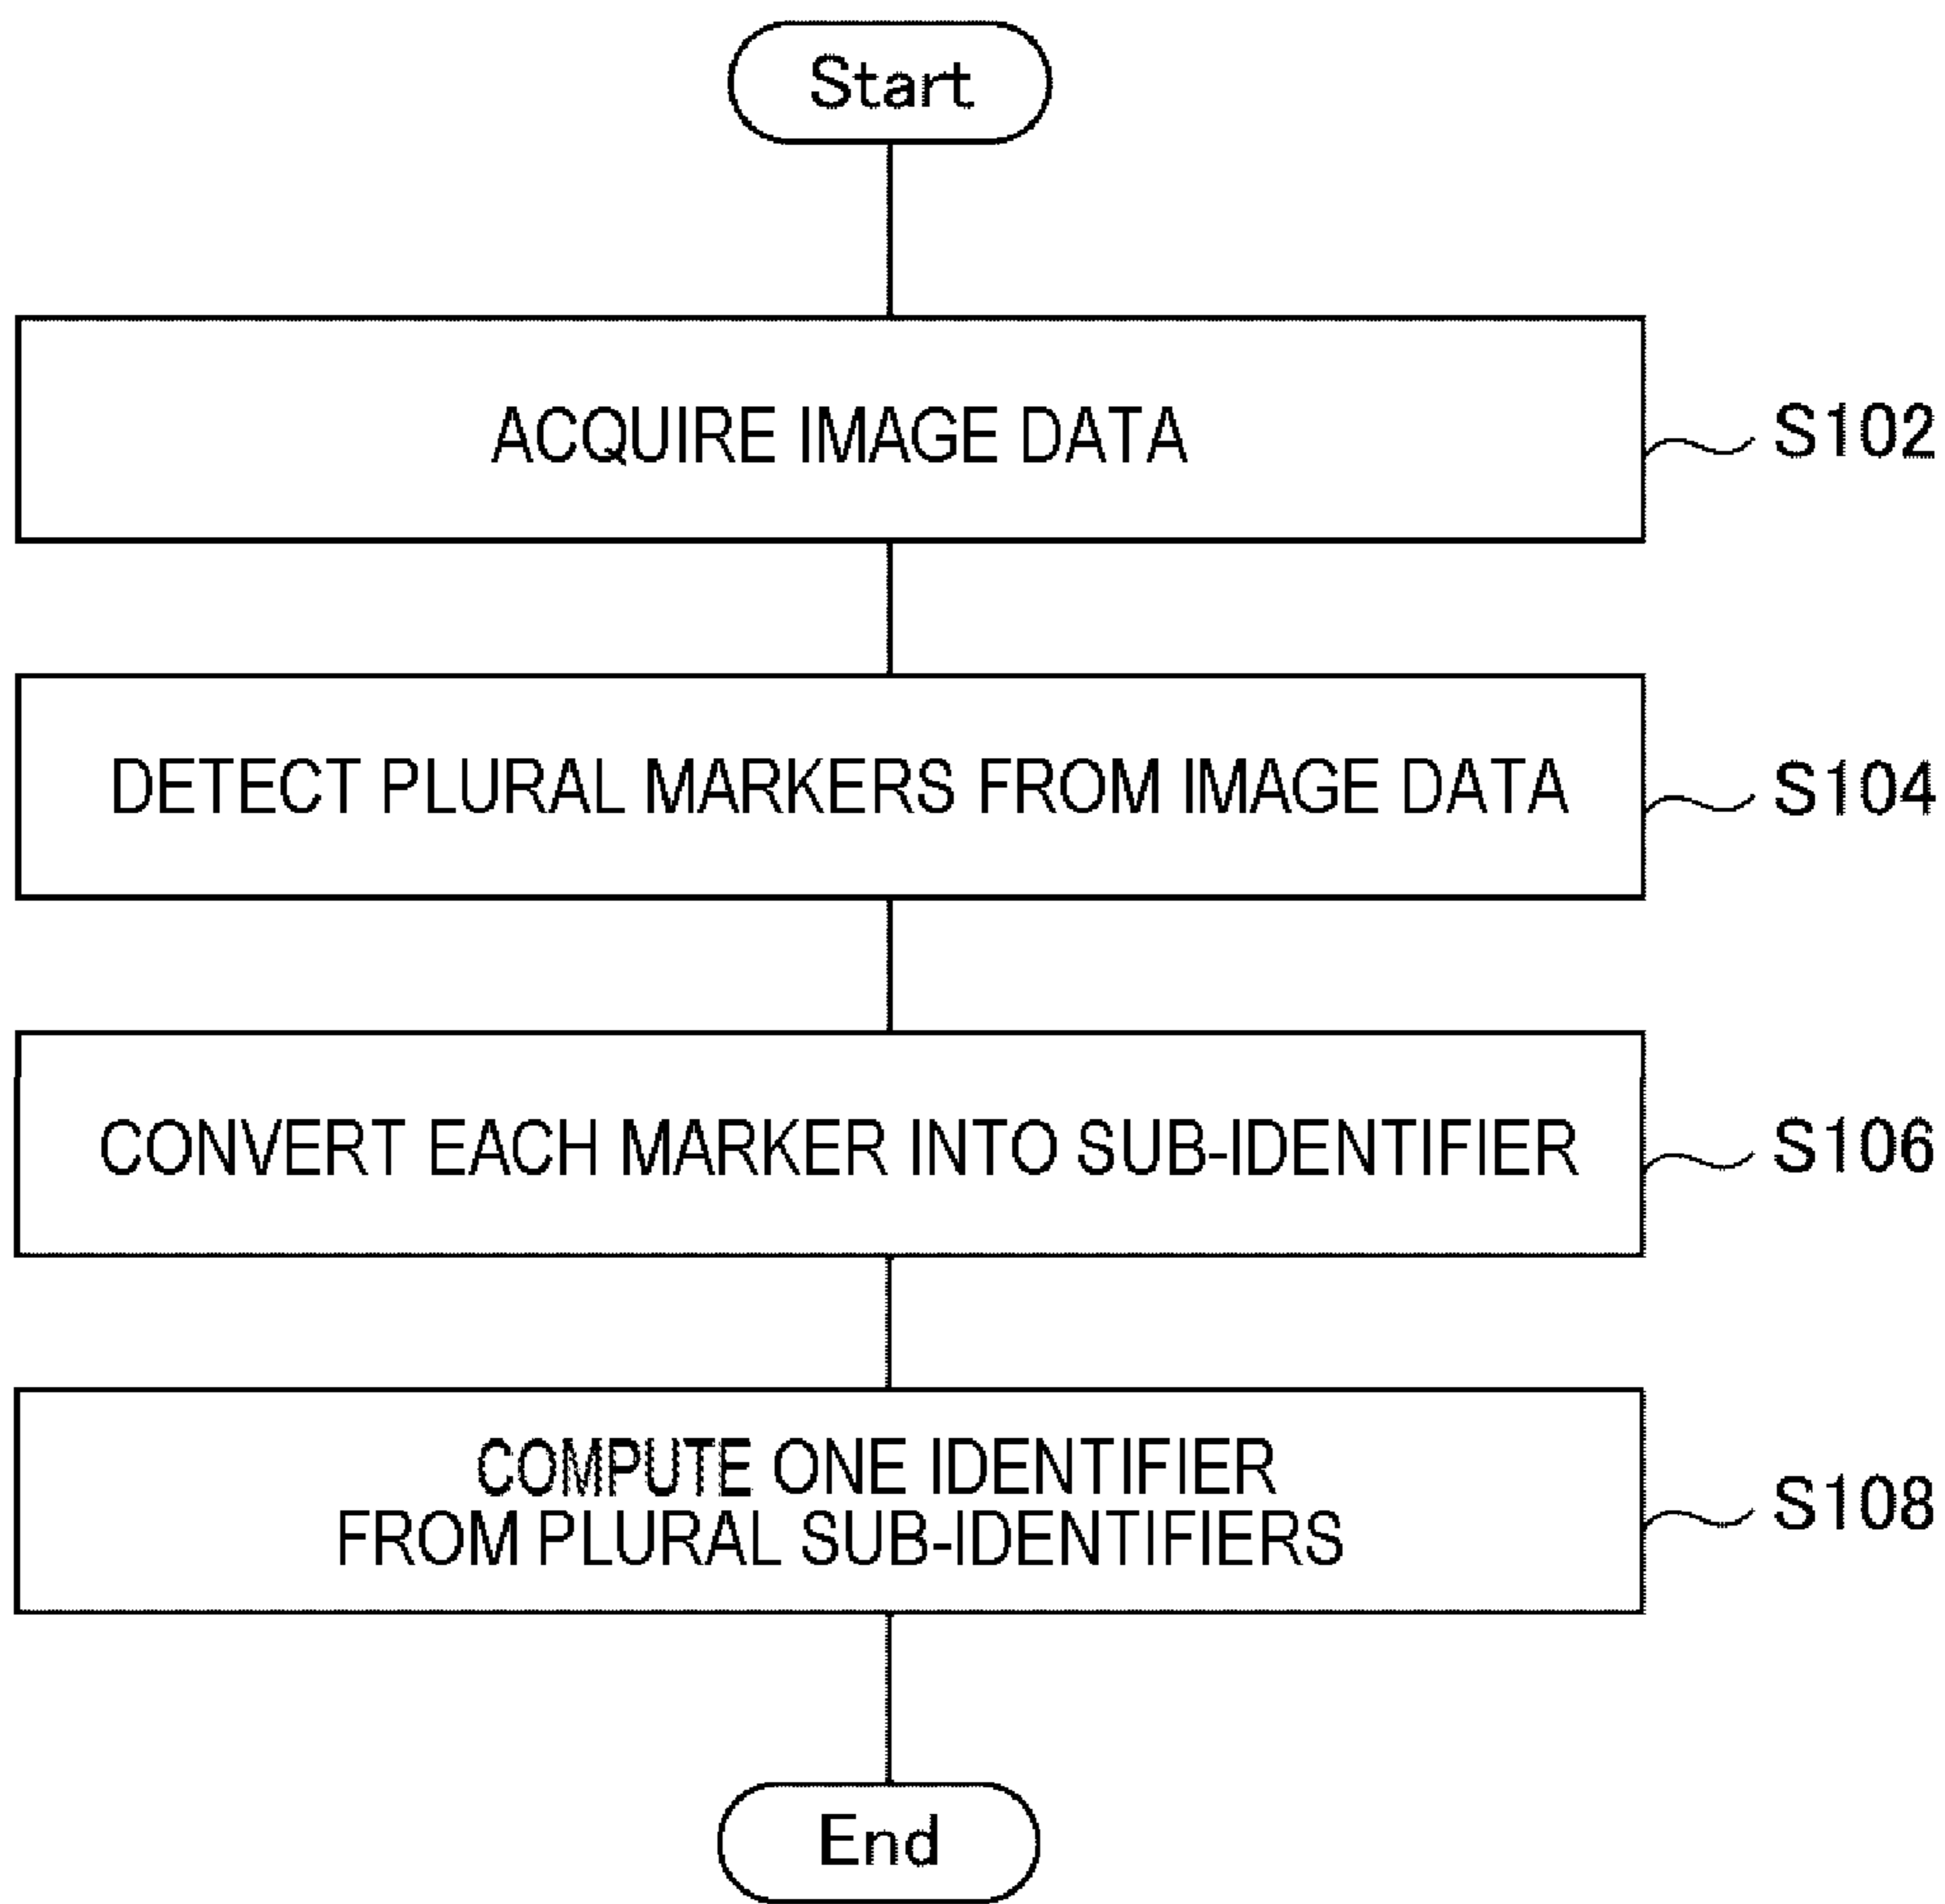 Start
ACQUIRE IMAGE DATA
S102
DETECT PLURAL MARKERS FROM IMAGE DATA
S104
CONVERT EACH MARKER INTO SUB-IDENTIFIER
S106
COMPUTE ONE IDENTIFIER
FROM PLURAL SUB-IDENTIFIERS
S108
End